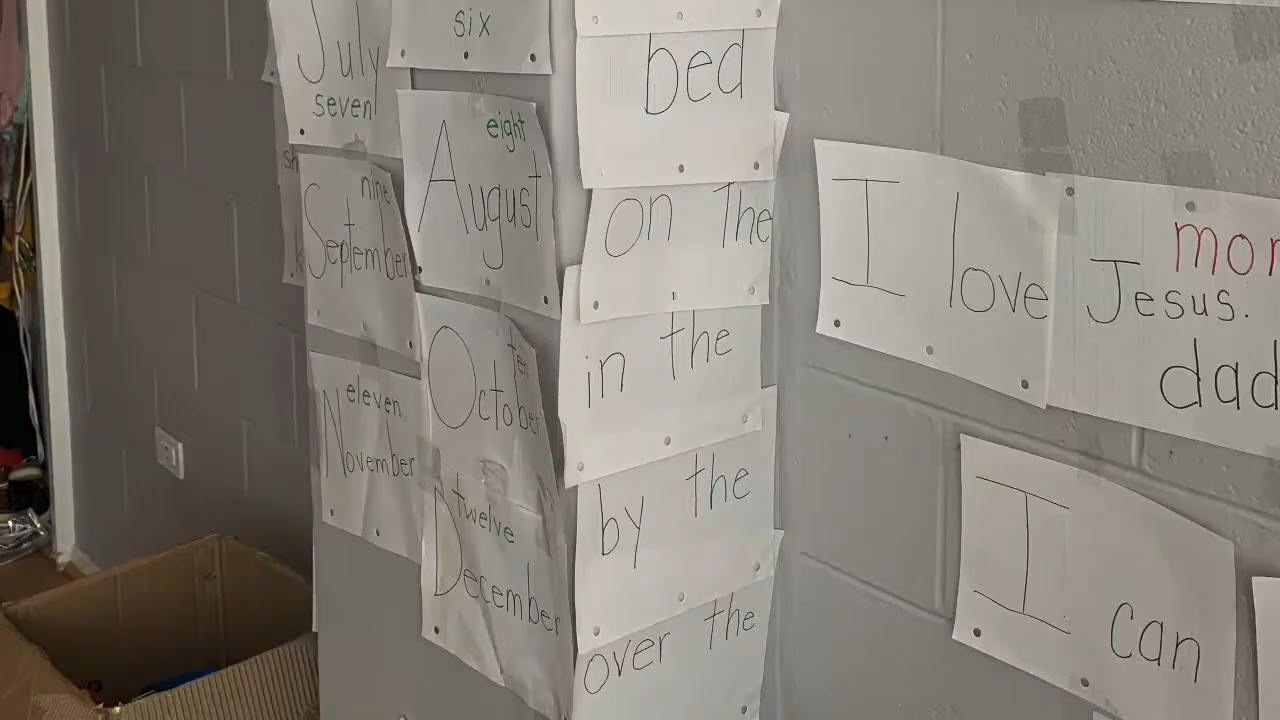 July
seven
six
eight
August
nine
September
ten
October
eleven
November
twelve
December
bed
on The
in the
by the
over the
I love
Jesus.
dad
I can